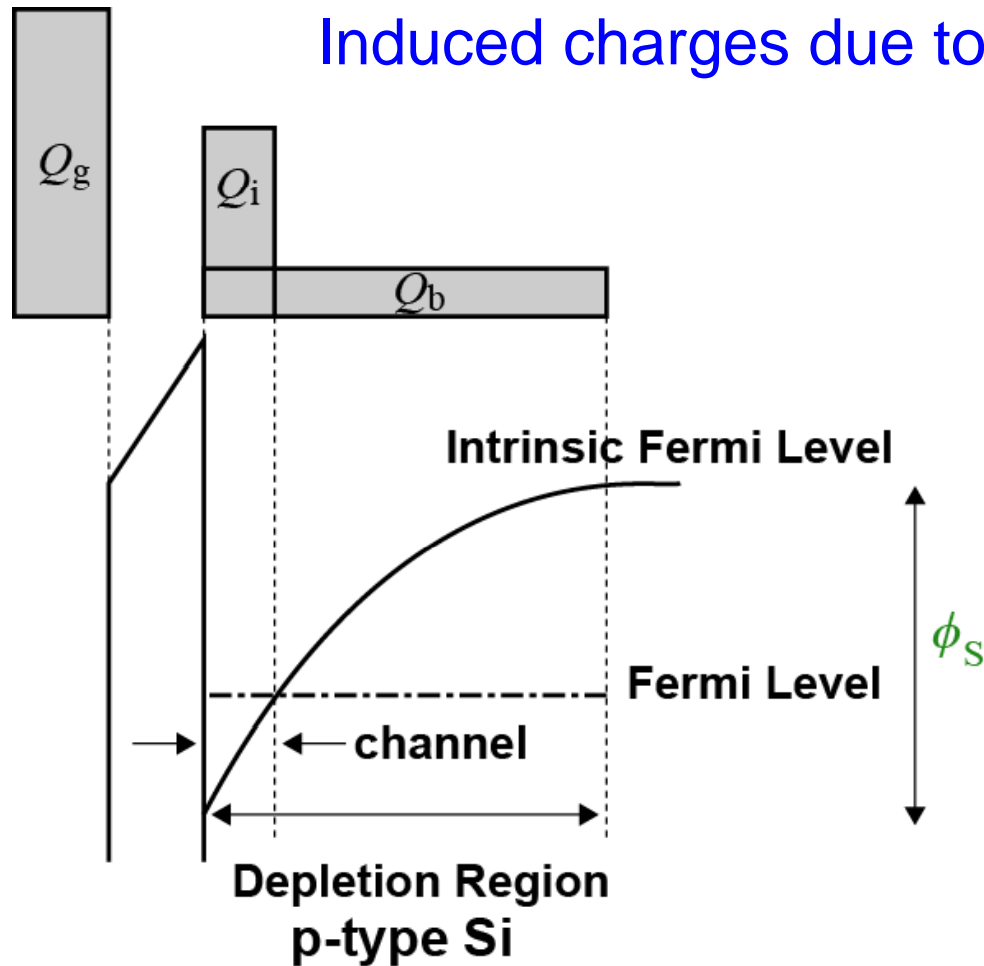 Induced charges due to
Qg
Qi
Qb
Intrinsic Fermi Level
ϕS
Fermi Level
channel
Depletion Region
p-type Si